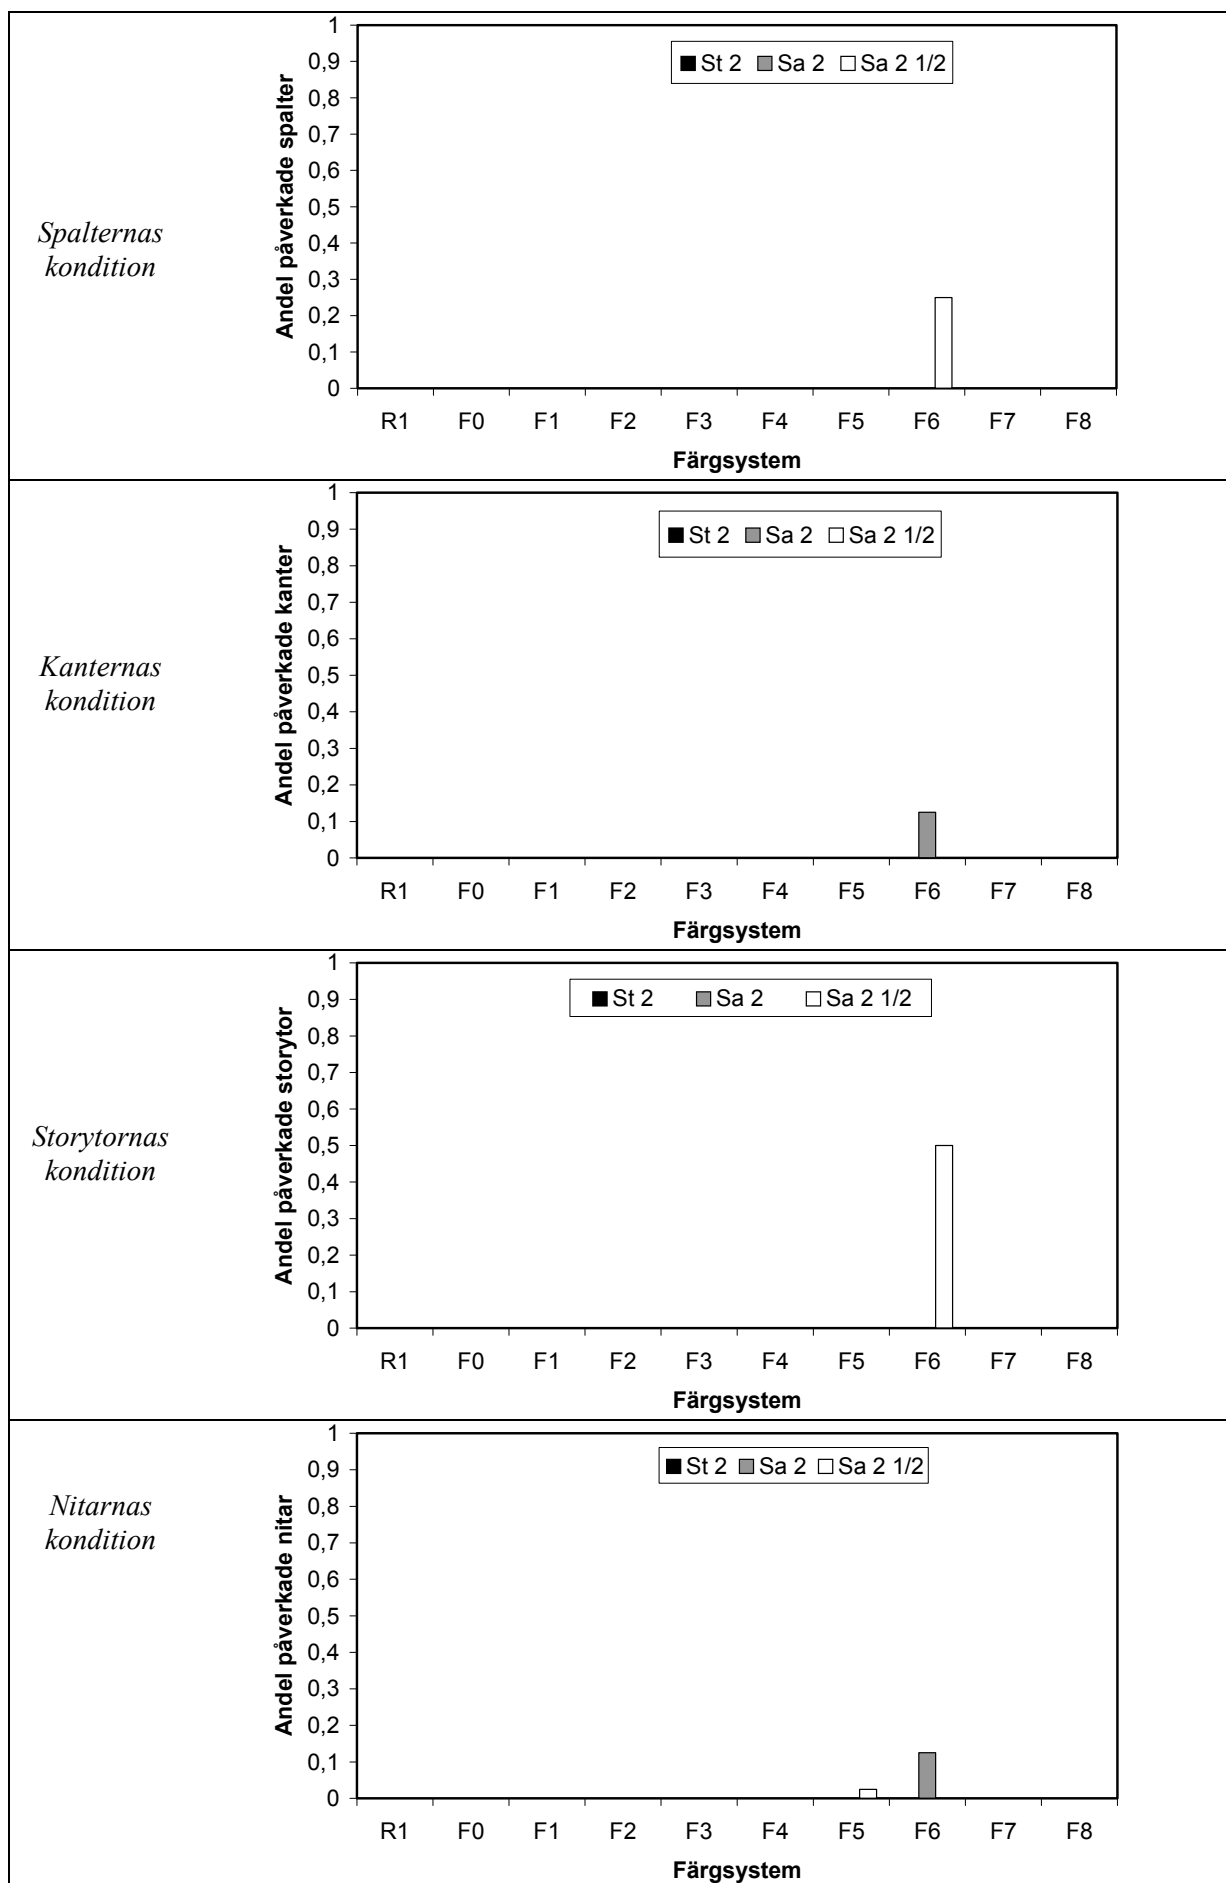 Spalternas
kondition
Andel påverkade spalter
1
0,9
0,8
0,7
0,6
0,5
0,4
0,3
0,2
0,1
0
St 2 Sa 2 Sa 2 1/2
R1 F0 F1 F2 F3 F4 F5 F6 F7 F8
Färgsystem
Kanternas
kondition
Andel påverkade kanter
1
0,9
0,8
0,7
0,6
0,5
0,4
0,3
0,2
0,1
0
St 2 Sa 2 Sa 2 1/2
R1 F0 F1 F2 F3 F4 F5 F6 F7 F8
Färgsystem
Storytornas
kondition
Andel påverkade storytor
1
0,9
0,8
0,7
0,6
0,5
0,4
0,3
0,2
0,1
0
St 2 Sa 2 Sa 2 1/2
R1 F0 F1 F2 F3 F4 F5 F6 F7 F8
Färgsystem
Nitarnas
kondition
Andel påverkade nitar
1
0,9
0,8
0,7
0,6
0,5
0,4
0,3
0,2
0,1
0
St 2 Sa 2 Sa 2 1/2
R1 F0 F1 F2 F3 F4 F5 F6 F7 F8
Färgsystem